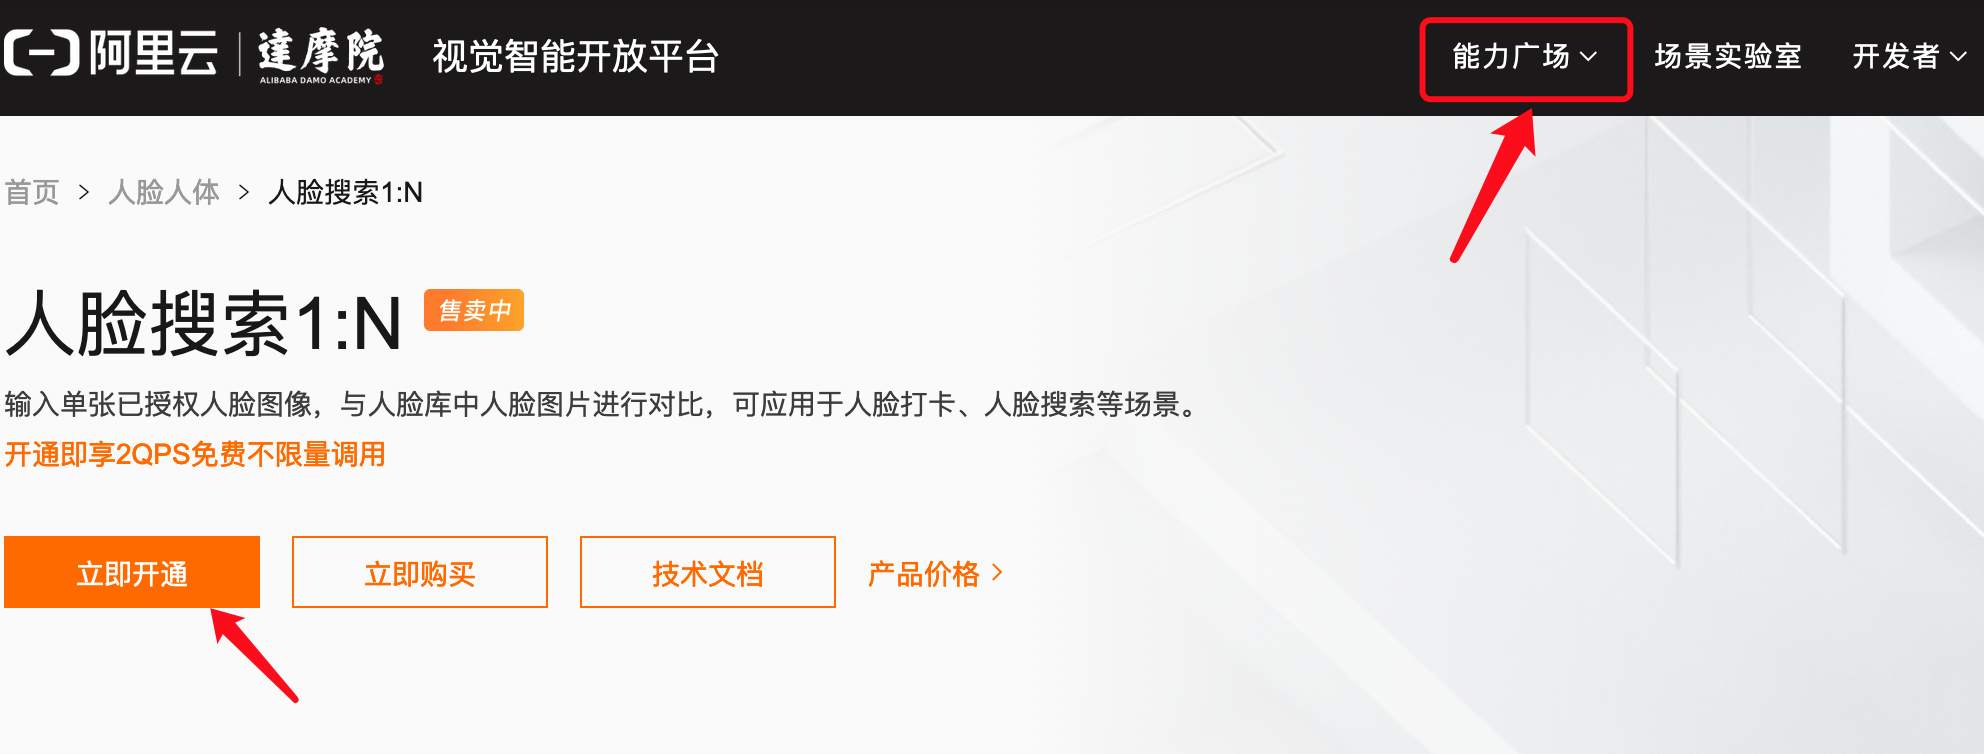 阿里云 達摩院 视觉智能开放平台 能力广场 场景实验室 开发者
ALIBABA DAMO ACADEMY
首页 > 人脸人体 > 人脸搜索1:N
人脸搜索1:N 售卖中
输入单张已授权人脸图像，与人脸库中人脸图片进行对比，可应用于人脸打卡、人脸搜索等场景。
开通即享2QPS免费不限量调用
立即开通 立即购买 技术文档 产品价格 >